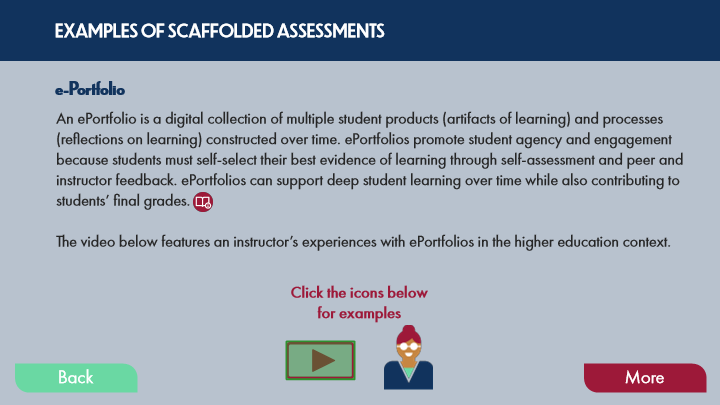 EXAMPLES OF SCAFFOLDED ASSESSMENTS
e-Portfolio
An ePortfolio is a digital collection of multiple student products (artifacts of learning) and processes
(reflections on learning) constructed over time. ePortfolios promote student agency and engagement
because students must self-select their best evidence of learning through self-assessment and peer and
instructor feedback. ePortfolios can support deep student learning over time while also contributing to
students’ final grades.
The video below features an instructor’s experiences with ePortfolios in the higher education context.
Click the icons below
for examples
Back
More